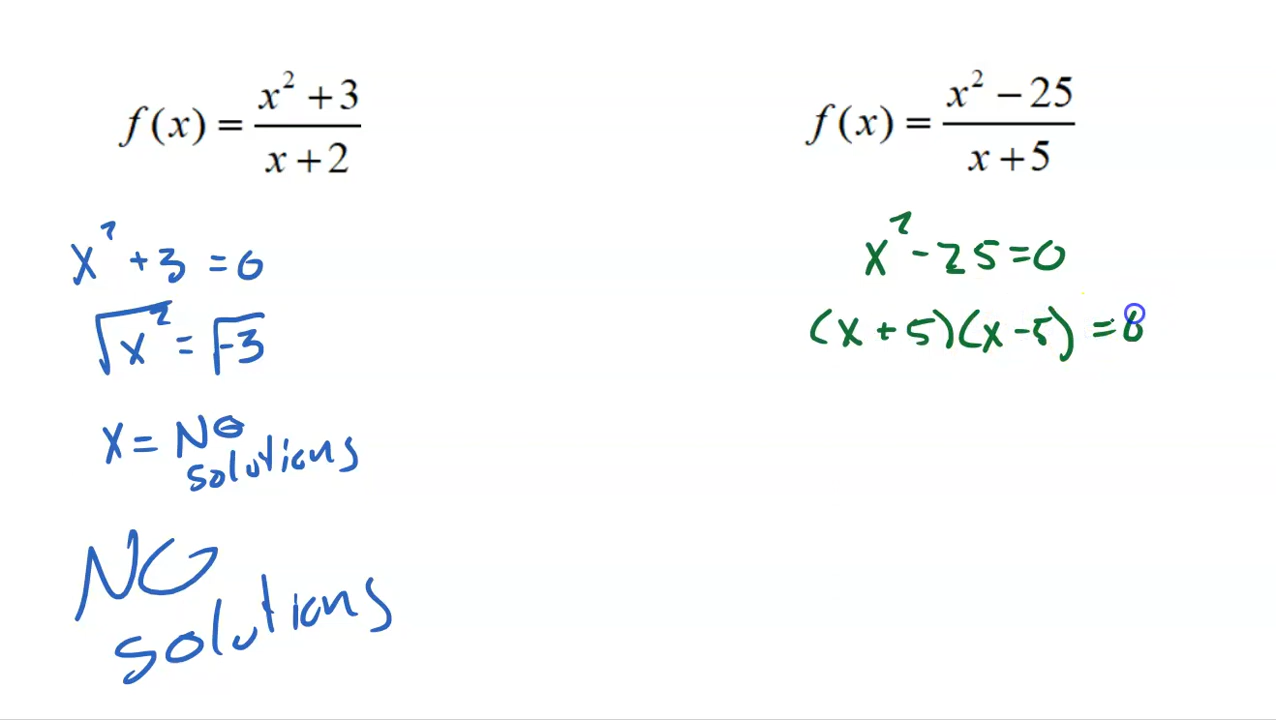 f(x) = (x² + 3)/(x + 2)
x² + 3 = 0
√x² = √-3
x = NO
solutions
NO
solutions
f(x) = (x² - 25)/(x + 5)
x² - 25 = 0
(x + 5)(x - 5) = 0